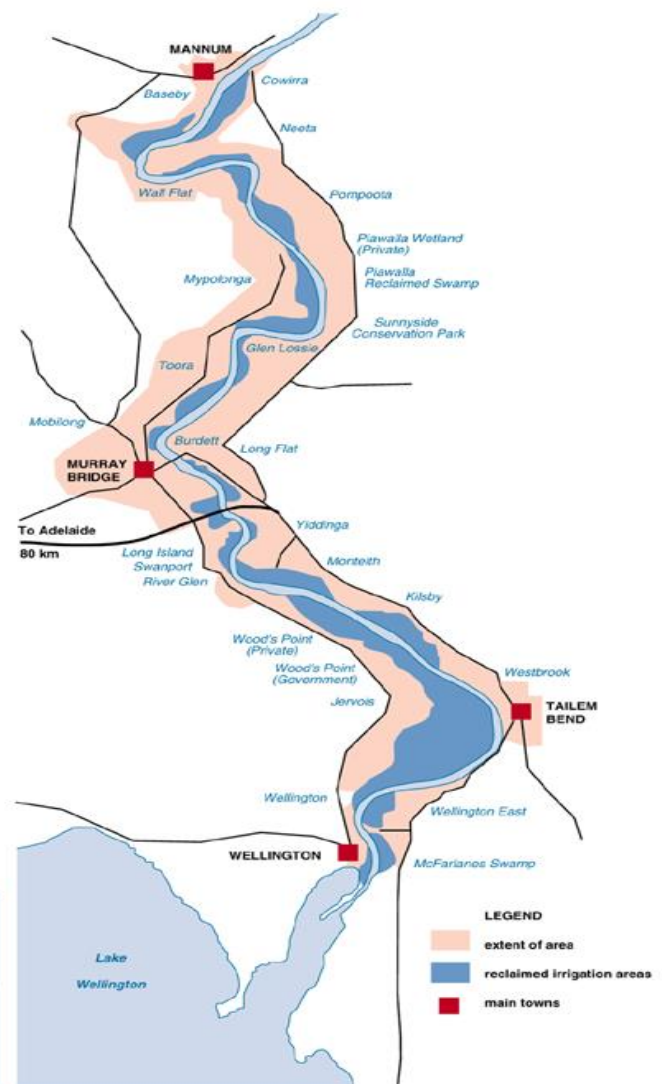 MANNUM
Baseby
Cowirra
Neeta
Wall Flat
Pompoota
Piawalla Wetland
(Private)
Mypolonga
Piawalla
Reclaimed Swamp
Sunnyside
Conservation Park
Glen Lossie
Toora
Mobilong
Burdett
Long Flat
MURRAY
BRIDGE
To Adelaide
80 km
Yiddinga
Long Island
Swanport
River Glen
Monteith
Kilsby
Wood's Point
(Private)
Wood's Point
(Government)
Westbrook
Jervois
TAILEM
BEND
Wellington
Wellington East
WELLINGTON
McFarlanes Swamp
LEGEND
extent of area
reclaimed irrigation areas
main towns
Lake
Wellington